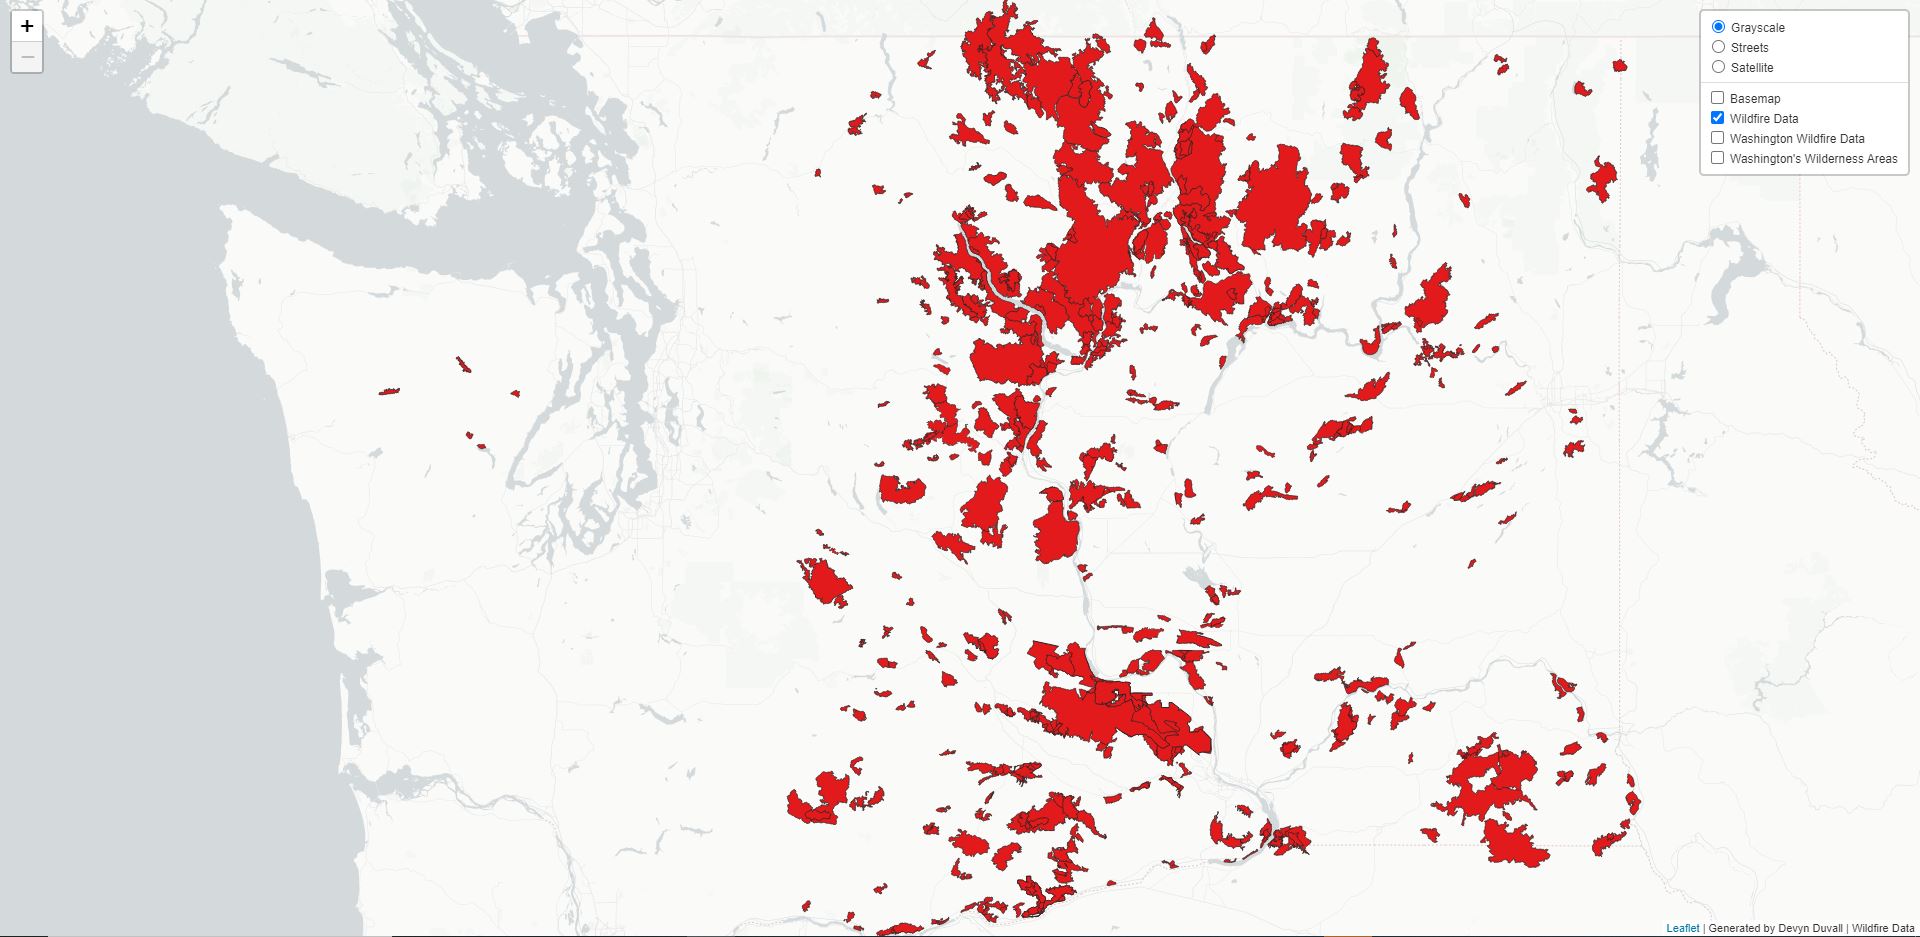 +
−
Grayscale
Streets
Satellite
Basemap
Wildfire Data
Washington Wildfire Data
Washington's Wilderness Areas
Leaflet | Generated by Devyn Duvall | Wildfire Data